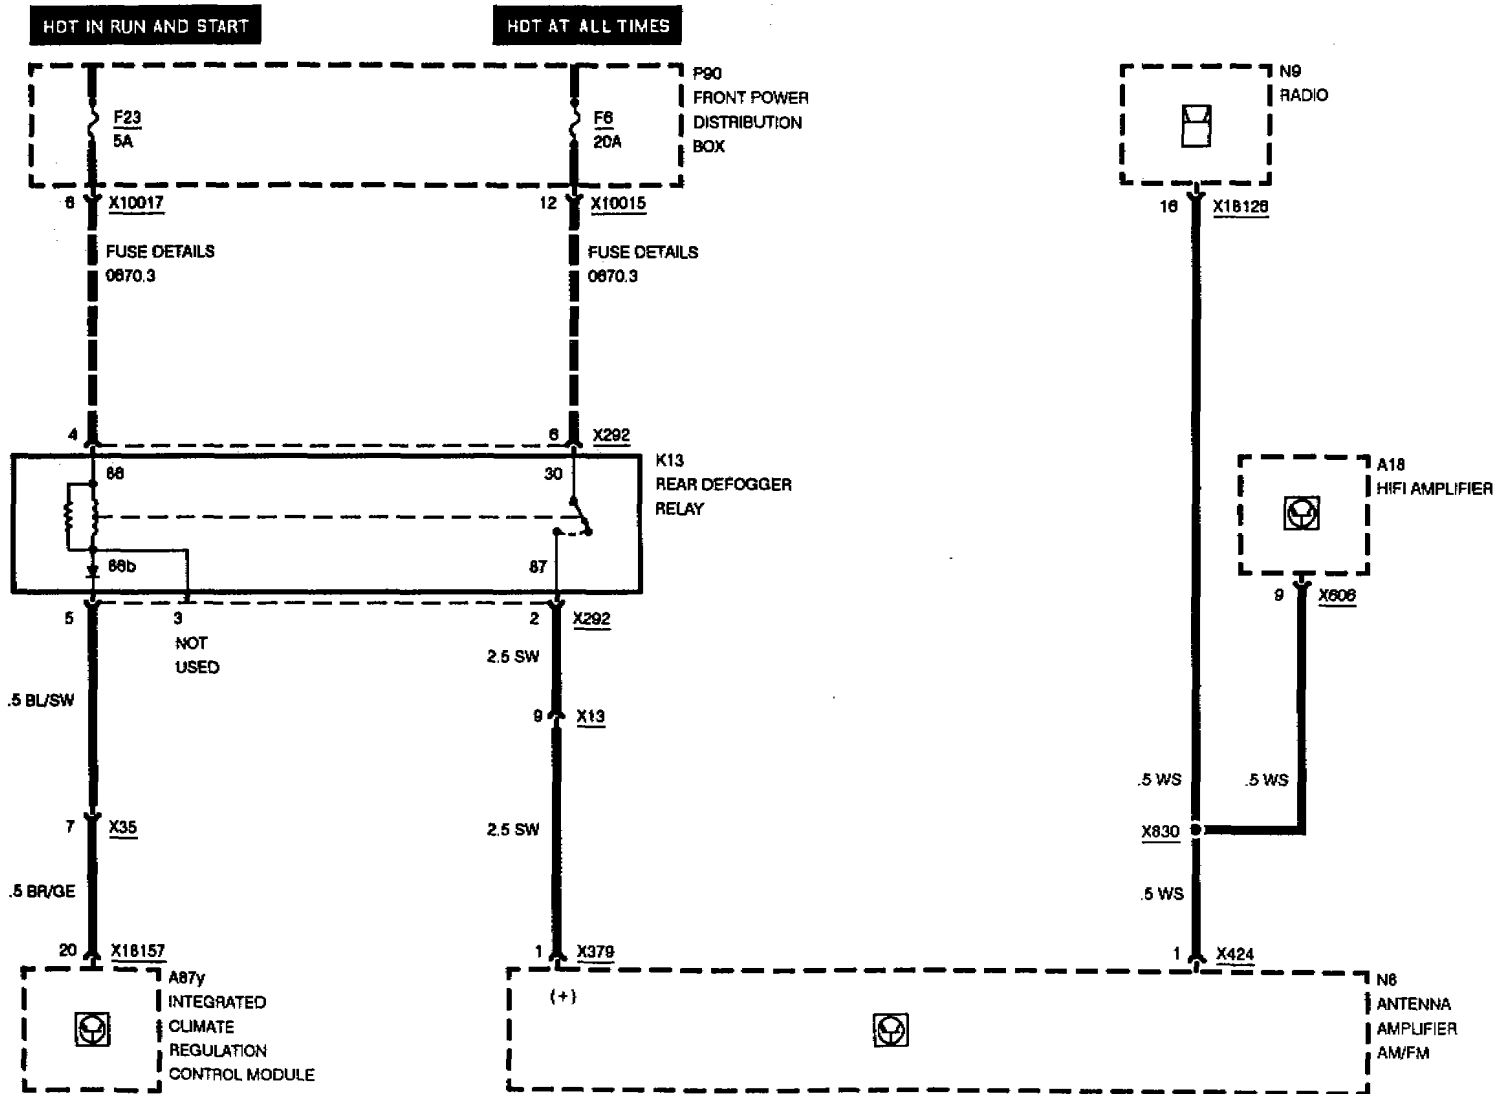 HOT IN RUN AND START
HOT AT ALL TIMES
F23
5A
F6
20A
P90
FRONT POWER
DISTRIBUTION
BOX
N9
RADIO
6
X10017
12
X10015
16
X18126
FUSE DETAILS
0670.3
FUSE DETAILS
0670.3
4
6
X292
K13
REAR DEFOGGER
RELAY
86
30
86b
87
A18
HIFI AMPLIFIER
5
3
2
X292
NOT
USED
9
X606
2.5 SW
.5 BL/SW
9
X13
7
X35
2.5 SW
.5 WS
.5 WS
X830
.5 BR/GE
.5 WS
20
X18157
1
X379
1
X424
A67y
INTEGRATED
CLIMATE
REGULATION
CONTROL MODULE
(+)
N6
ANTENNA
AMPLIFIER
AM/FM